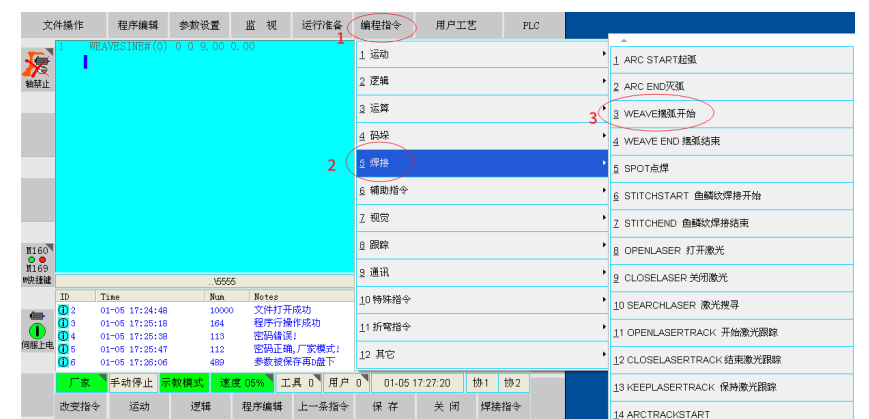 文件操作 程序编辑 参数设置 监 视 运行准备 编程指令 用户工艺 PLC
1
1 WEAVESINE#(0) 0 0 9.00 0.00
轴禁止
M160
M169
快捷键
伺服上电
1 运动
2 逻辑
3 运算
4 码垛
2
5 焊接
6 辅助指令
7 视觉
8 跟踪
9 通讯
10 特殊指令
11 折弯指令
12 其它
1 ARC START起弧
2 ARC END灭弧
3
3 WEAVE摆弧开始
4 WEAVE END 摆弧结束
5 SPOT点焊
6 STITCHSTART 鱼鳞纹焊接开始
7 STITCHEND 鱼鳞纹焊接结束
8 OPENLASER 打开激光
9 CLOSELASER 关闭激光
10 SEARCHLASER 激光搜寻
11 OPENLASERTRACK 开始激光跟踪
12 CLOSELASERTRACK 结束激光跟踪
13 KEEPLASERTRACK 保持激光跟踪
14 ARCTRACKSTART
..\5555
ID Time Num Notes
2 01-05 17:24:48 10000 文件打开成功
3 01-05 17:25:18 164 程序行操作成功
4 01-05 17:25:38 113 密码错误!
5 01-05 17:25:47 112 密码正确,厂家模式!
6 01-05 17:26:06 489 参数被保存再D盘下
厂家 手动停止 示教模式 速度 05% 工具 0 用户 0 01-05 17:27:20 协1 协2
改变指令 运动 逻辑 程序编辑 上一条指令 保 存 关 闭 焊接指令